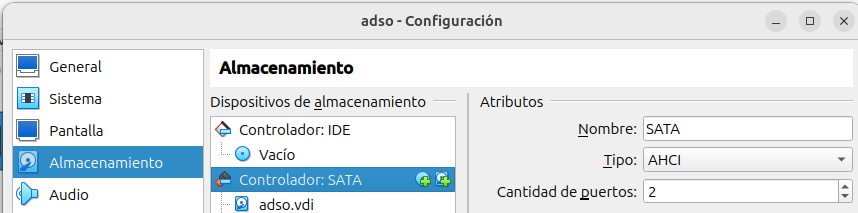 adso - Configuración
General
Sistema
Pantalla
Almacenamiento
Audio
Almacenamiento
Dispositivos de almacenamiento
Controlador: IDE
Vacío
Controlador: SATA
adso.vdi
Atributos
Nombre: SATA
Tipo: AHCI
Cantidad de puertos: 2